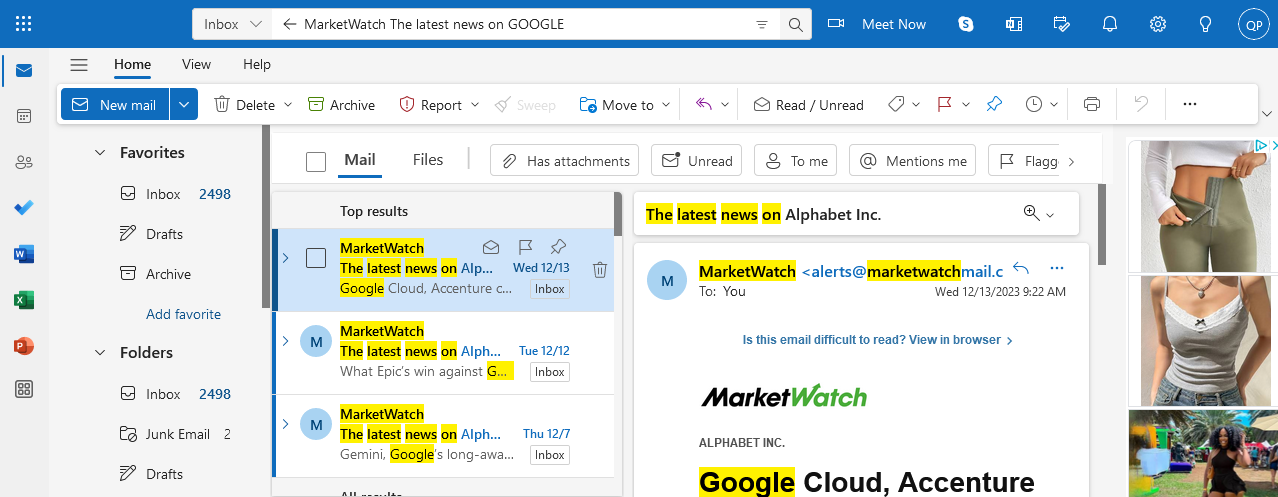 Inbox MarketWatch The latest news on GOOGLE Meet Now QP
Home View Help
New mail Delete Archive Report Sweep Move to Read / Unread
Favorites
Inbox 2498
Drafts
Archive
Add favorite
Folders
Inbox 2498
Junk Email 2
Drafts
Mail Files Has attachments Unread To me Mentions me Flagge
Top results
MarketWatch
The latest news on Alp... Wed 12/13
Google Cloud, Accenture c... Inbox
M
MarketWatch
The latest news on Alph... Tue 12/12
What Epic's win against G... Inbox
M
MarketWatch
The latest news on Alph... Thu 12/7
Gemini, Google's long-awa... Inbox
All results
The latest news on Alphabet Inc.
M
MarketWatch <alerts@marketwatchmail.c
To: You Wed 12/13/2023 9:22 AM
Is this email difficult to read? View in browser
MarketWatch
ALPHABET INC.
Google Cloud, Accenture